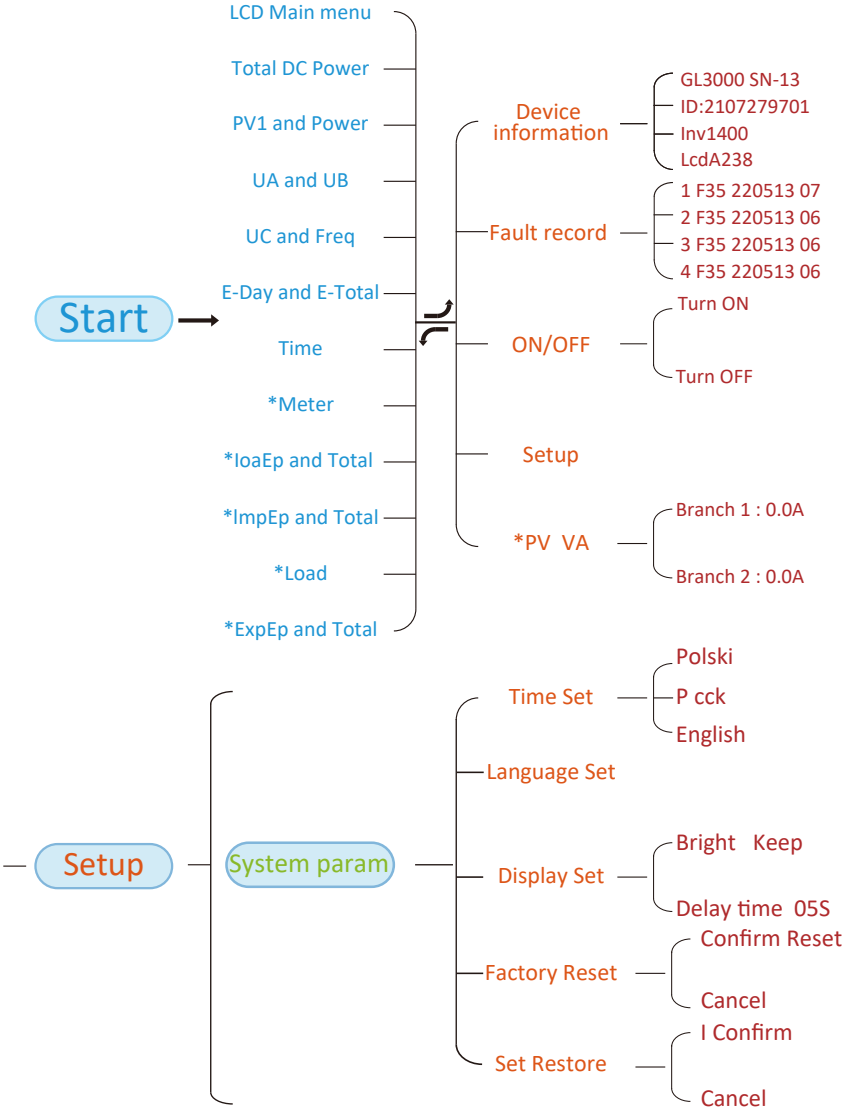 LCD Main menu
Total DC Power
PV1 and Power
UA and UB
UC and Freq
E-Day and E-Total
Start
Time
*Meter
*IoaEp and Total
*ImpEp and Total
*Load
*ExpEp and Total
Device
information
GL3000 SN-13
ID:2107279701
Inv1400
LcdA238
Fault record
1 F35 220513 07
2 F35 220513 06
3 F35 220513 06
4 F35 220513 06
ON/OFF
Turn ON
Turn OFF
Setup
*PV VA
Branch 1 : 0.0A
Branch 2 : 0.0A
Setup
System param
Time Set
Polski
P cck
English
Language Set
Display Set
Bright Keep
Delay time 05S
Factory Reset
Confirm Reset
Cancel
Set Restore
I Confirm
Cancel